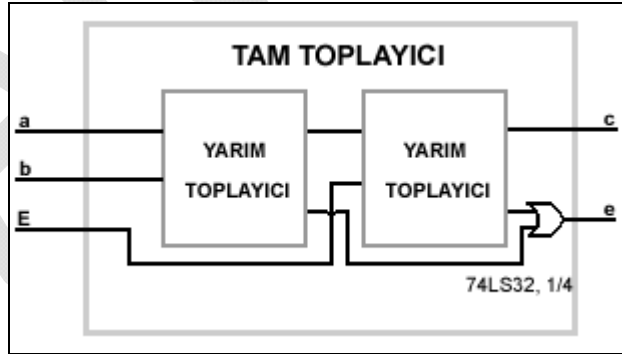 TAM TOPLAYICI
a
b
E
YARIM
TOPLAYICI
YARIM
TOPLAYICI
c
e
74LS32, 1/4